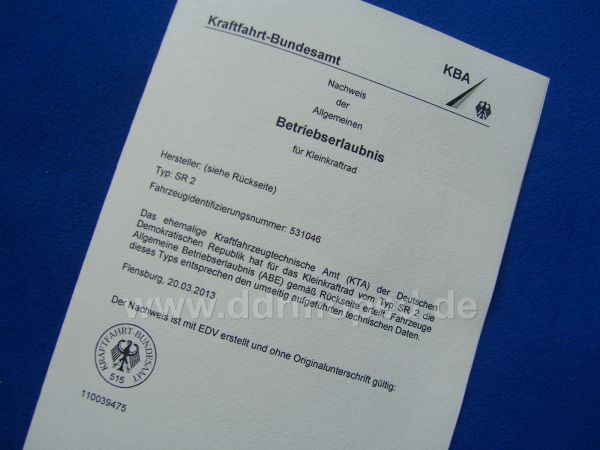 Kraftfahrt-Bundesamt
KBA
Nachweis
der
Allgemeinen
Betriebserlaubnis
für Kleinkraftrad
Hersteller: (siehe Rückseite)
Typ: SR 2
Fahrzeugidentifizierungsnummer: 531046
Das ehemalige Kraftfahrzeugtechnische Amt (KTA) der Deutschen
Demokratischen Republik hat für das Kleinkraftrad vom Typ SR 2 die
Allgemeine Betriebserlaubnis (ABE) gemäß Rückseite erteilt. Fahrzeuge
dieses Typs entsprechen den umseitig aufgeführten technischen Daten.
Flensburg, 20.03.2013
Der Nachweis ist mit EDV erstellt und ohne Originalunterschrift gültig.
KRAFTFAHRT-BUNDESAMT
515
110039475